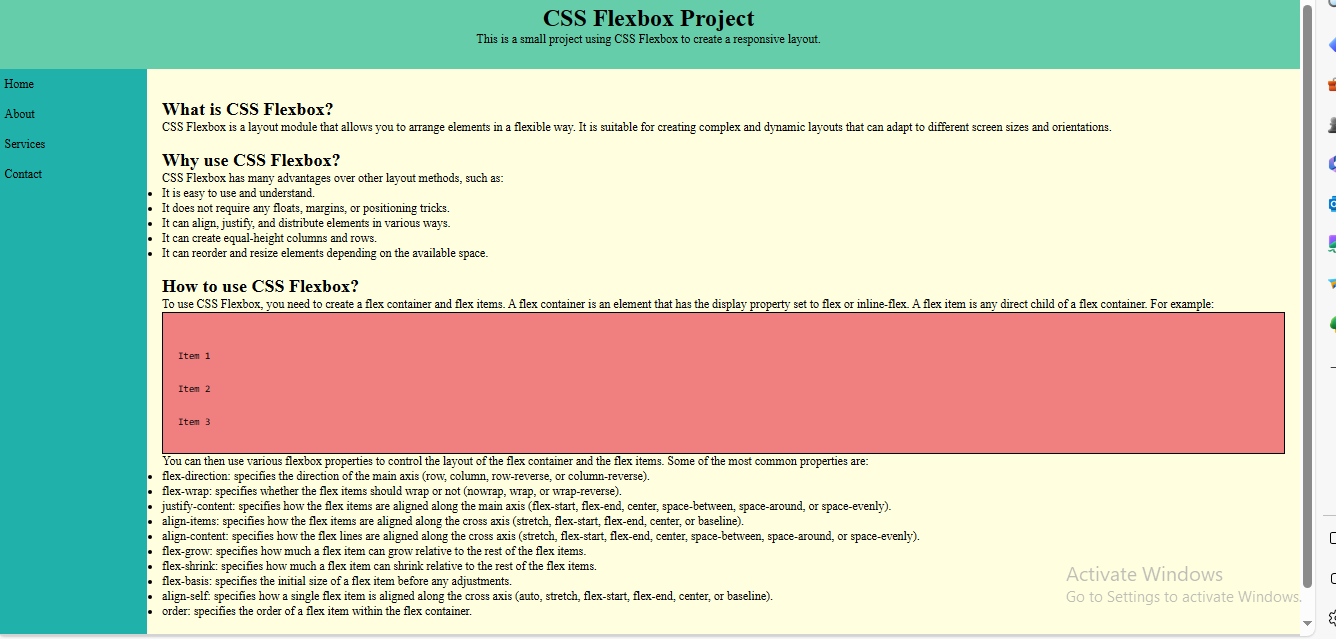 CSS Flexbox Project
This is a small project using CSS Flexbox to create a responsive layout.
Home
About
Services
Contact
What is CSS Flexbox?
CSS Flexbox is a layout module that allows you to arrange elements in a flexible way. It is suitable for creating complex and dynamic layouts that can adapt to different screen sizes and orientations.
Why use CSS Flexbox?
CSS Flexbox has many advantages over other layout methods, such as:
It is easy to use and understand.
It does not require any floats, margins, or positioning tricks.
It can align, justify, and distribute elements in various ways.
It can create equal-height columns and rows.
It can reorder and resize elements depending on the available space.
How to use CSS Flexbox?
To use CSS Flexbox, you need to create a flex container and flex items. A flex container is an element that has the display property set to flex or inline-flex. A flex item is any direct child of a flex container. For example:
Item 1
Item 2
Item 3
You can then use various flexbox properties to control the layout of the flex container and the flex items. Some of the most common properties are:
flex-direction: specifies the direction of the main axis (row, column, row-reverse, or column-reverse).
flex-wrap: specifies whether the flex items should wrap or not (nowrap, wrap, or wrap-reverse).
justify-content: specifies how the flex items are aligned along the main axis (flex-start, flex-end, center, space-between, space-around, or space-evenly).
align-items: specifies how the flex items are aligned along the cross axis (stretch, flex-start, flex-end, center, or baseline).
align-content: specifies how the flex lines are aligned along the cross axis (stretch, flex-start, flex-end, center, space-between, space-around, or space-evenly).
flex-grow: specifies how much a flex item can grow relative to the rest of the flex items.
flex-shrink: specifies how much a flex item can shrink relative to the rest of the flex items.
flex-basis: specifies the initial size of a flex item before any adjustments.
align-self: specifies how a single flex item is aligned along the cross axis (auto, stretch, flex-start, flex-end, center, or baseline).
order: specifies the order of a flex item within the flex container.
Activate Windows
Go to Settings to activate Windows.